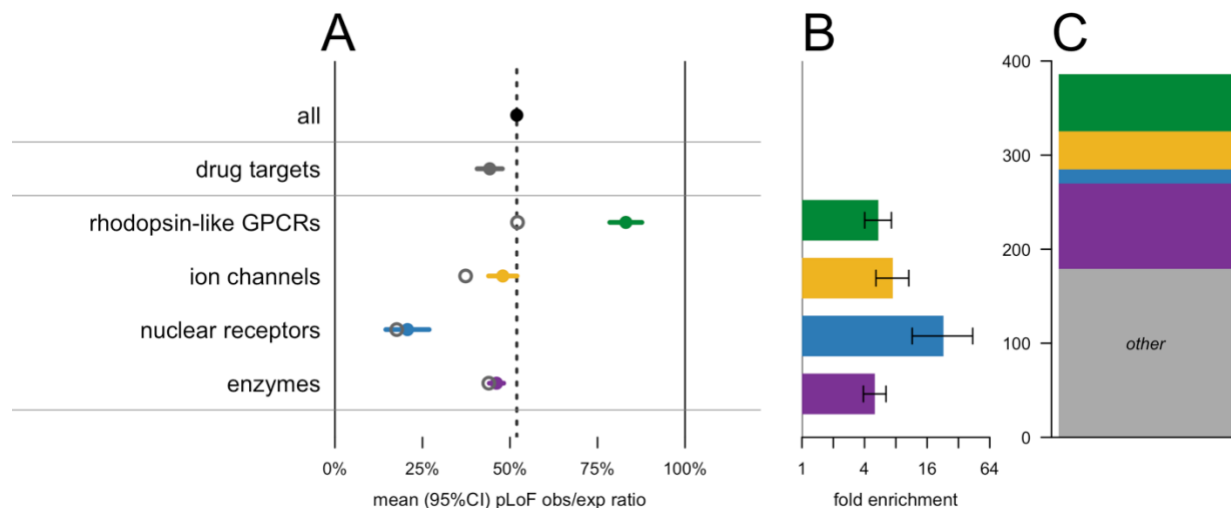 A
B
C
all
drug targets
rhodopsin-like GPCRs
ion channels
nuclear receptors
enzymes
0%
25%
50%
75%
100%
mean (95%CI) pLoF obs/exp ratio
1
4
16
64
fold enrichment
400
300
200
100
0
other